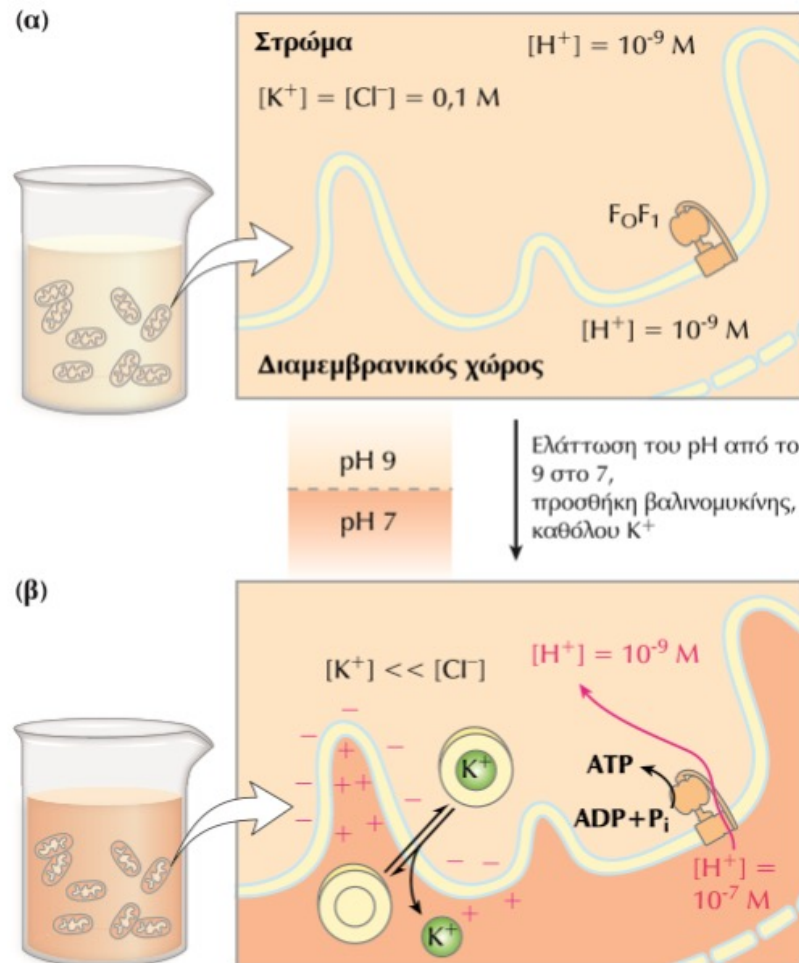 (α)
Στρώμα
[H⁺] = 10⁻⁹ M
[K⁺] = [Cl⁻] = 0,1 M
F₀F₁
[H⁺] = 10⁻⁹ M
Διαμεμβρανικός χώρος
pH 9
pH 7
Ελάττωση του pH από το
9 στο 7,
προσθήκη βαλινομυκίνης,
καθόλου K⁺
(β)
[K⁺] << [Cl⁻]
[H⁺] = 10⁻⁹ M
K⁺
ATP
ADP+Pᵢ
[H⁺] =
10⁻⁷ M
K⁺